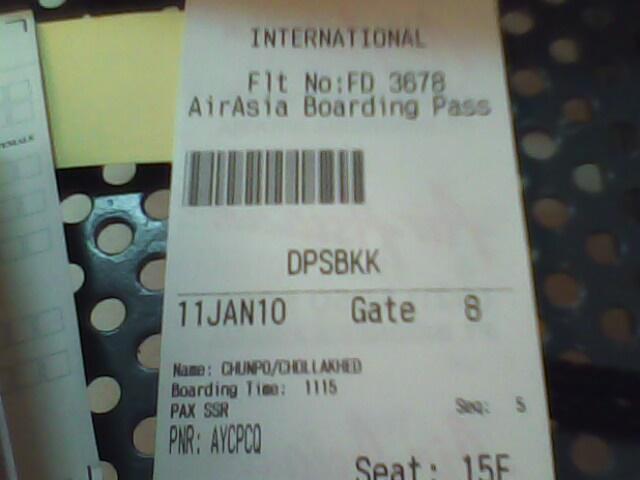 INTERNATIONAL
Flt No:FD 3678
AirAsia Boarding Pass
DPSBKK
11JAN10 Gate 8
Name: CHUNPO/CHOLLAKHED
Boarding Time: 1115
PAX SSR Seq: 5
PNR: AYCPCQ
Seat: 15F